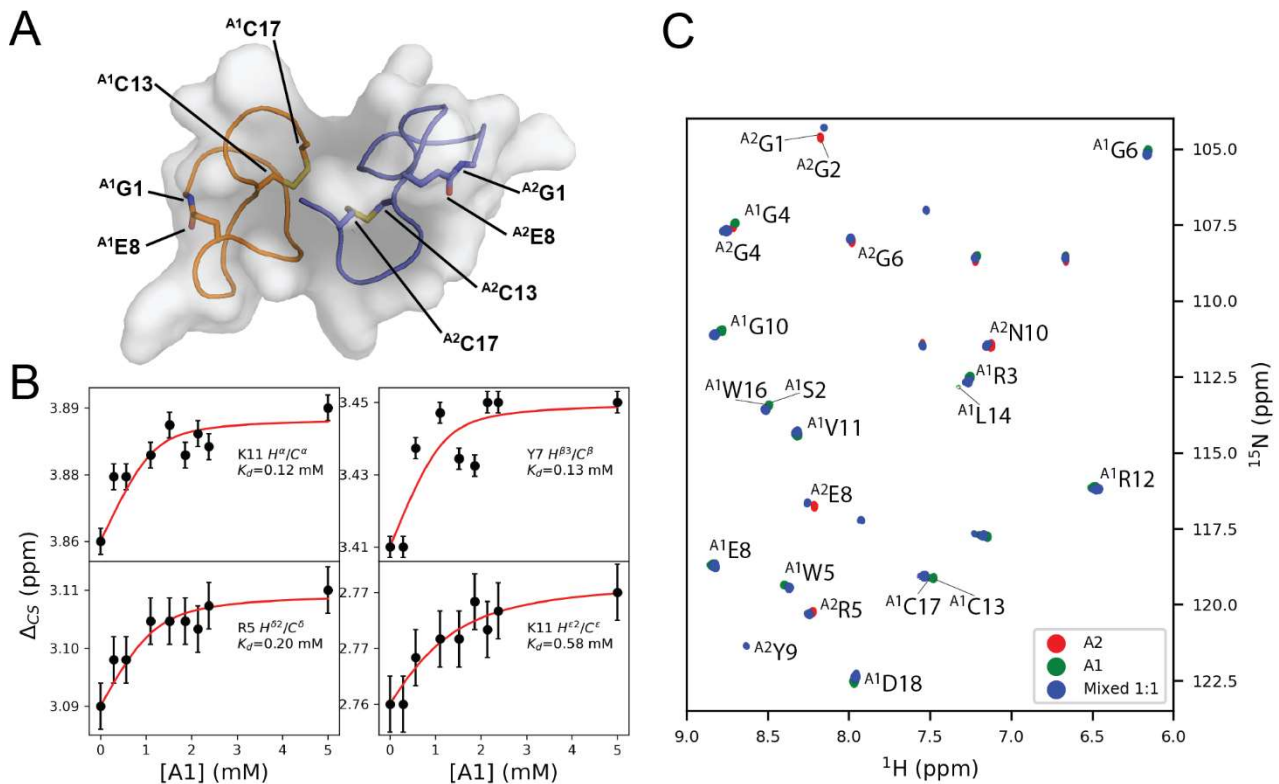 A
A1C17
A1C13
A1G1
A1E8
A2G1
A2E8
A2C13
A2C17
B
3.89
3.88
3.86
K11 Hα/Cα
Kd=0.12 mM
3.45
3.43
3.41
Y7 Hβ3/Cβ
Kd=0.13 mM
3.11
3.10
3.09
R5 Hδ2/Cδ
Kd=0.20 mM
2.77
2.77
2.76
K11 Hε2/Cε
Kd=0.58 mM
ΔCS (ppm)
0 1 2 3 4 5
0 1 2 3 4 5
[A1] (mM)
[A1] (mM)
C
A2G1
A2G2
A1G6
A1G4
A2G4
A2G6
A1G10
A2N10
A1R3
A1W16
A1S2
A1L14
A1V11
A1R12
A2E8
A1E8
A1W5
A1C17
A1C13
A2R5
A2Y9
A1D18
A2
A1
Mixed 1:1
105.0
107.5
110.0
112.5
115.0
117.5
120.0
122.5
15N (ppm)
9.0 8.5 8.0 7.5 7.0 6.5 6.0
1H (ppm)